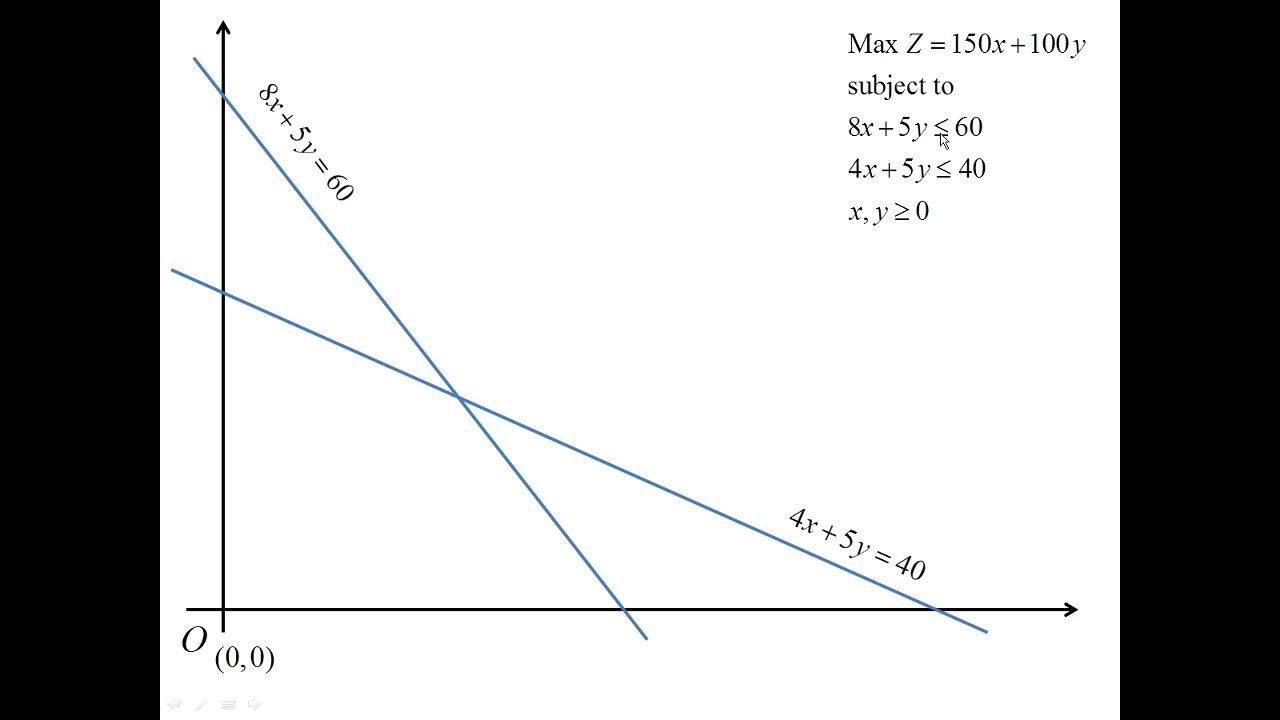 Max Z = 150x + 100y
subject to
8x + 5y ≤ 60
4x + 5y ≤ 40
x, y ≥ 0
8x + 5y = 60
4x + 5y = 40
O
(0, 0)